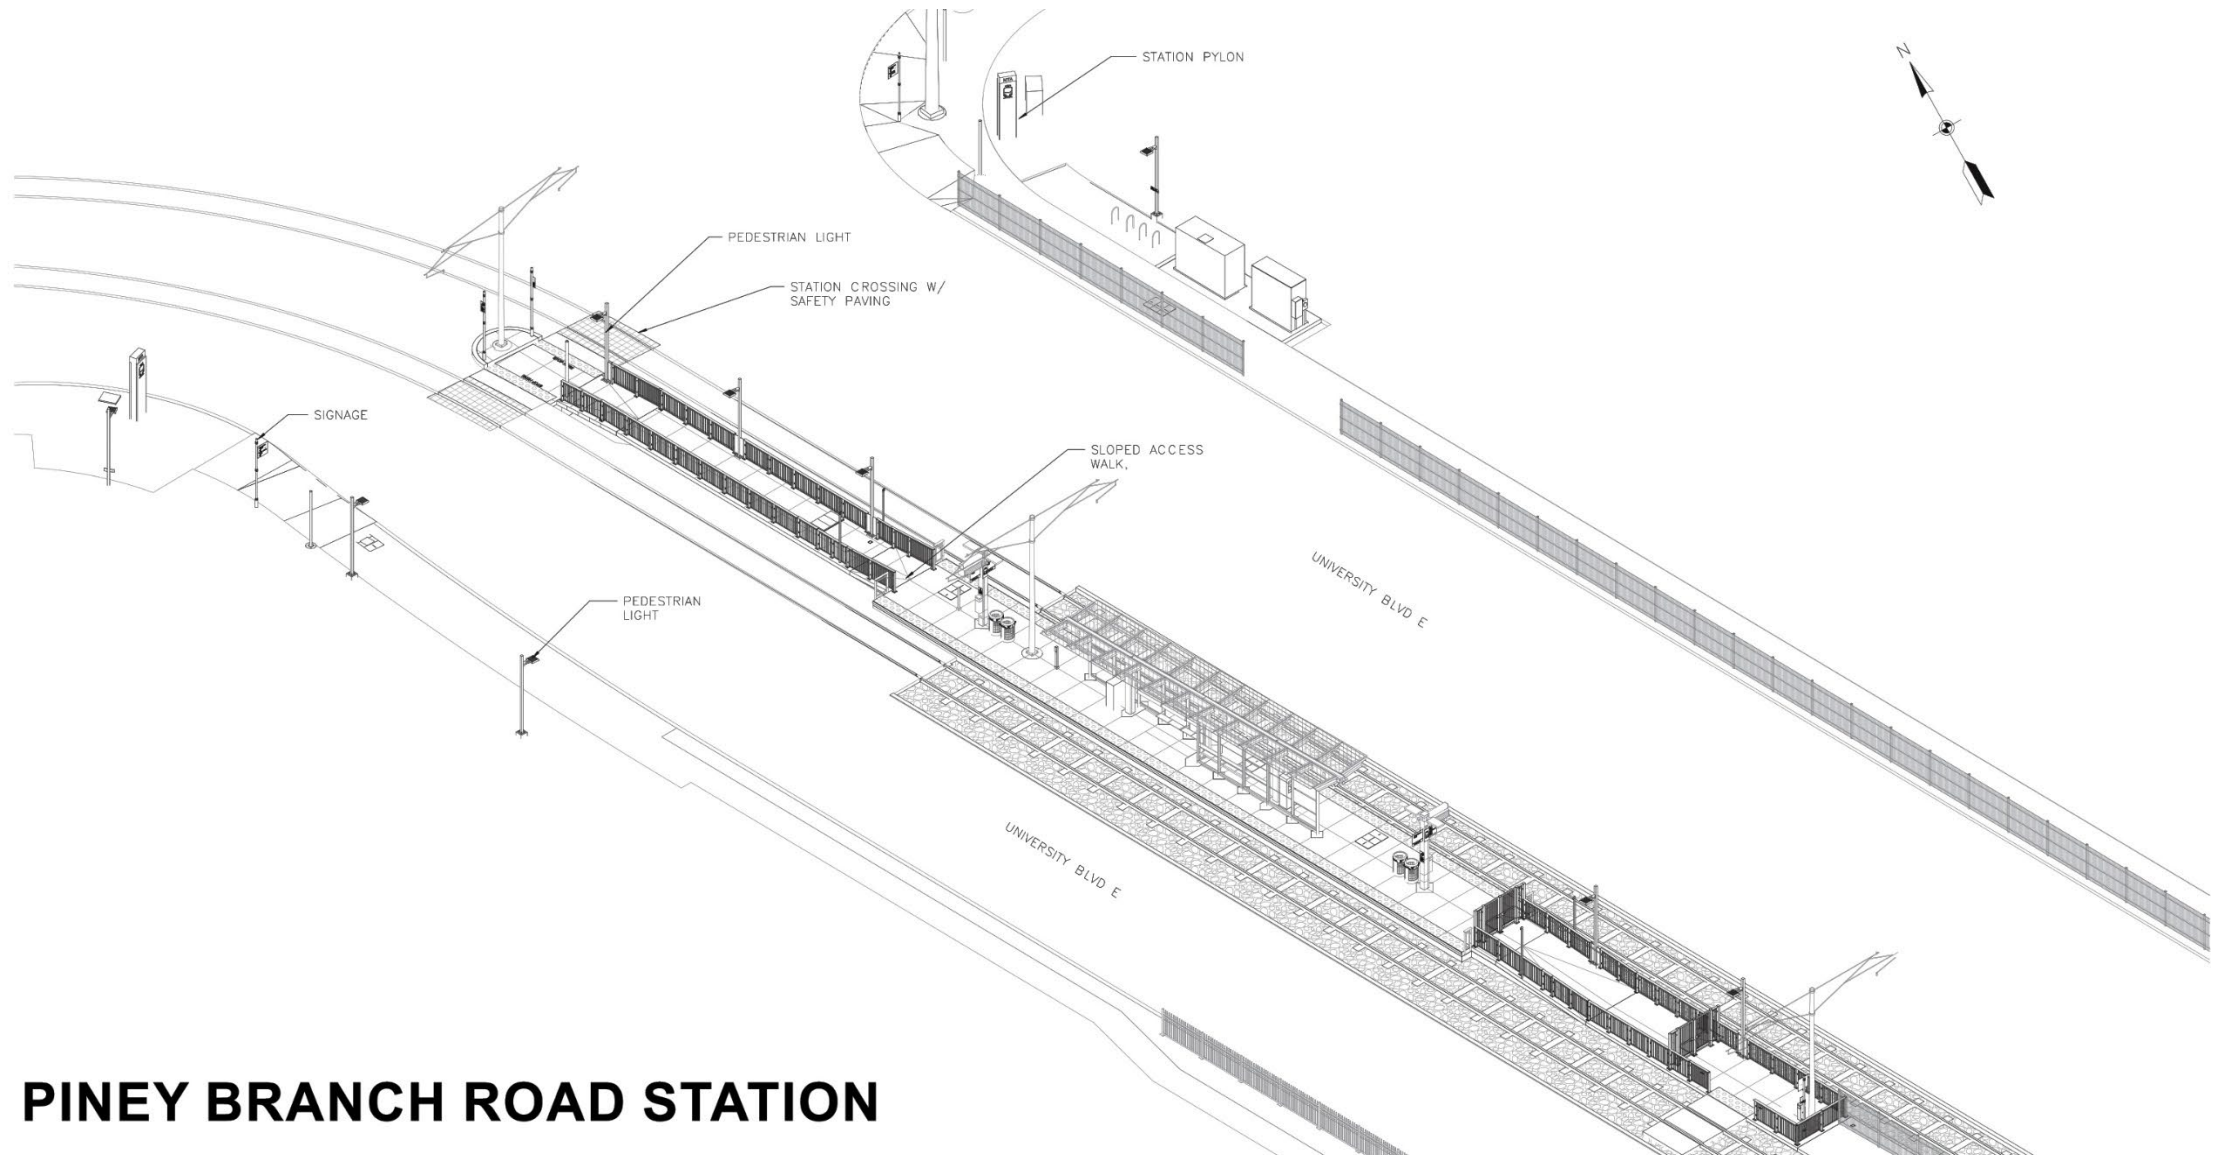 STATION PYLON
N
PEDESTRIAN LIGHT
STATION CROSSING W/
SAFETY PAVING
SIGNAGE
SLOPED ACCESS
WALK.
UNIVERSITY BLVD E
PEDESTRIAN
LIGHT
UNIVERSITY BLVD E
PINEY BRANCH ROAD STATION